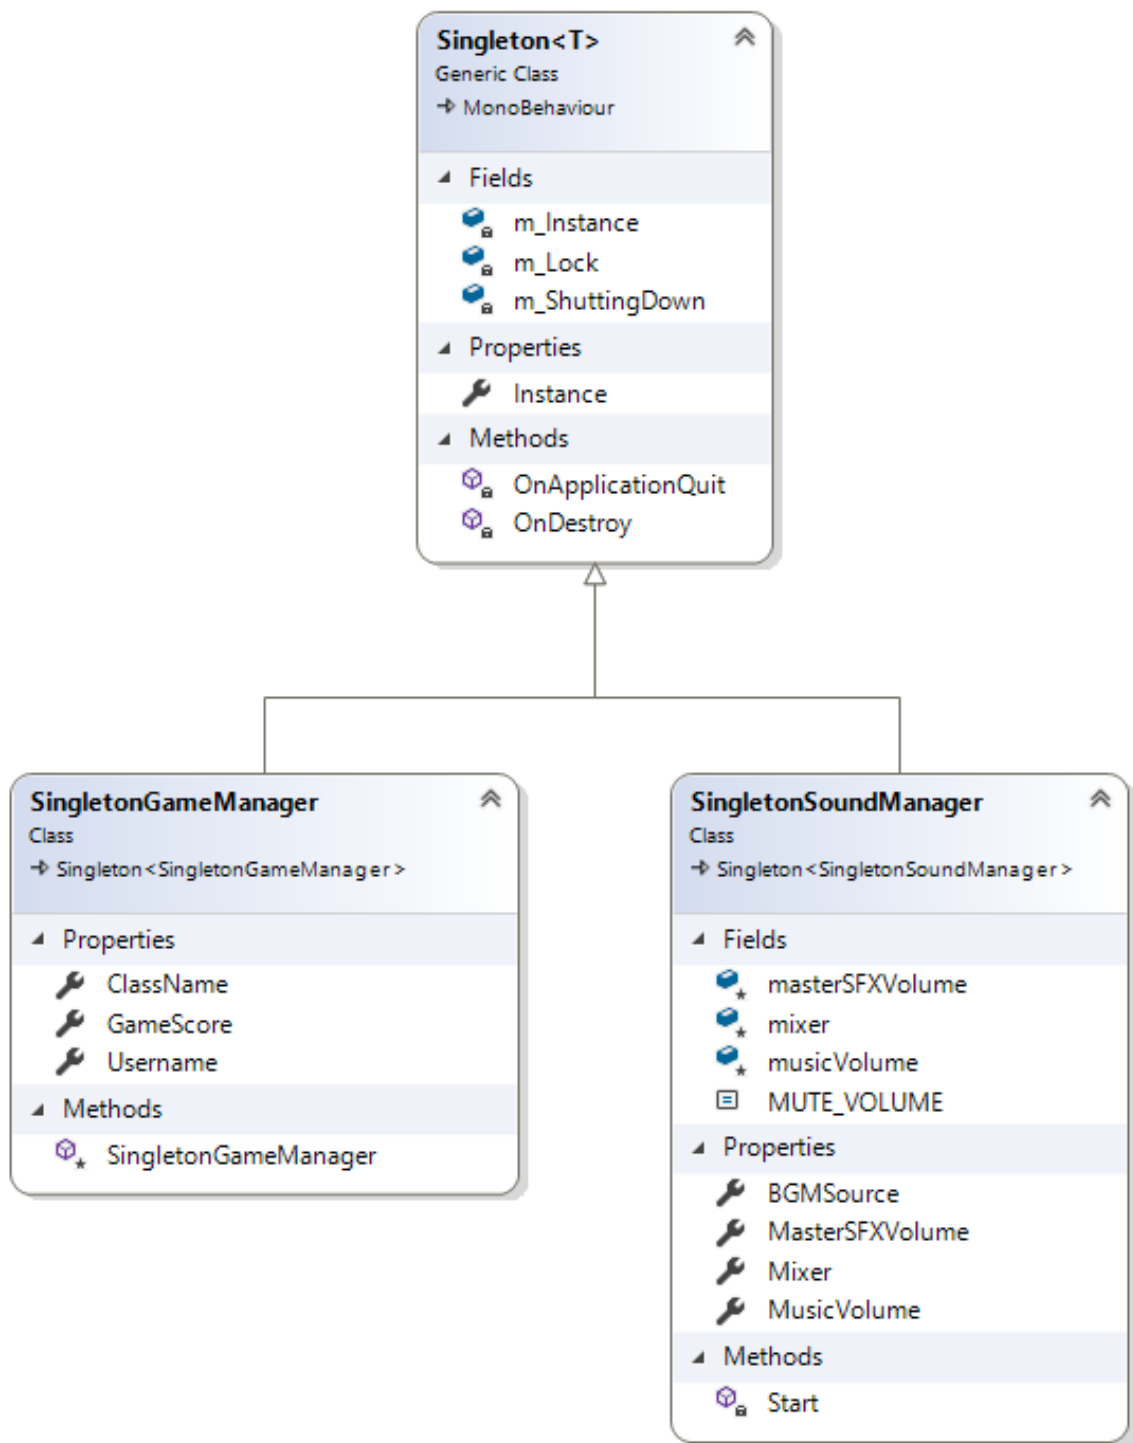 Singleton<T>
Generic Class
MonoBehaviour
Fields
m_Instance
m_Lock
m_ShuttingDown
Properties
Instance
Methods
OnApplicationQuit
OnDestroy
SingletonGameManager
Class
Singleton<SingletonGameManager>
Properties
ClassName
GameScore
Username
Methods
SingletonGameManager
SingletonSoundManager
Class
Singleton<SingletonSoundManager>
Fields
masterSFXVolume
mixer
musicVolume
MUTE_VOLUME
Properties
BGMSource
MasterSFXVolume
Mixer
MusicVolume
Methods
Start